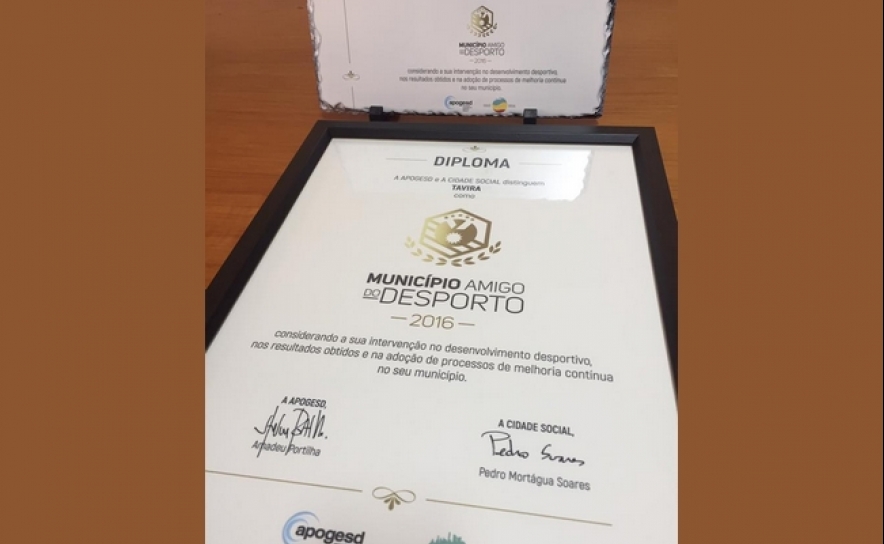 MUNICÍPIO AMIGO
DO DESPORTO
2016
considerando a sua intervenção no desenvolvimento desportivo,
nos resultados obtidos e na adoção de processos de melhoria contínua
no seu município.
apogesd
DIPLOMA
A APOGESD e A CIDADE SOCIAL distinguem
TAVIRA
como
MUNICÍPIO AMIGO
DO DESPORTO
2016
considerando a sua intervenção no desenvolvimento desportivo,
nos resultados obtidos e na adoção de processos de melhoria contínua
no seu município.
A APOGESD,
Amadeu Portilha
A CIDADE SOCIAL,
Pedro Soares
Pedro Mortágua Soares
apogesd